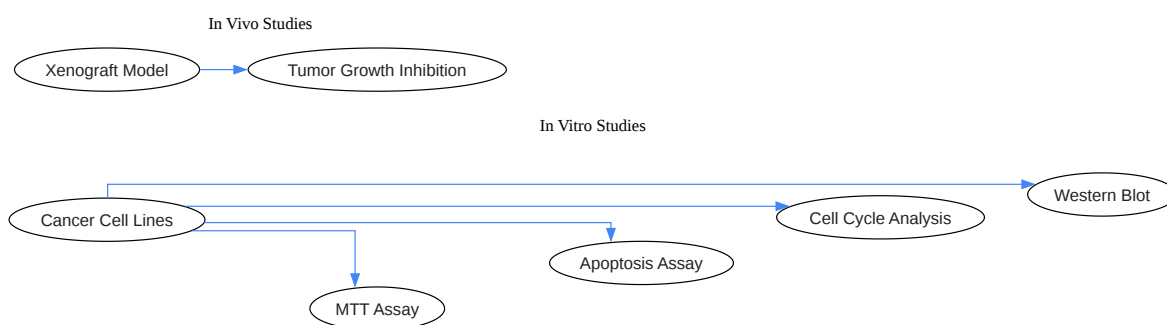 In Vivo Studies
Xenograft Model
Tumor Growth Inhibition
In Vitro Studies
Western Blot
Cancer Cell Lines
Cell Cycle Analysis
Apoptosis Assay
MTT Assay